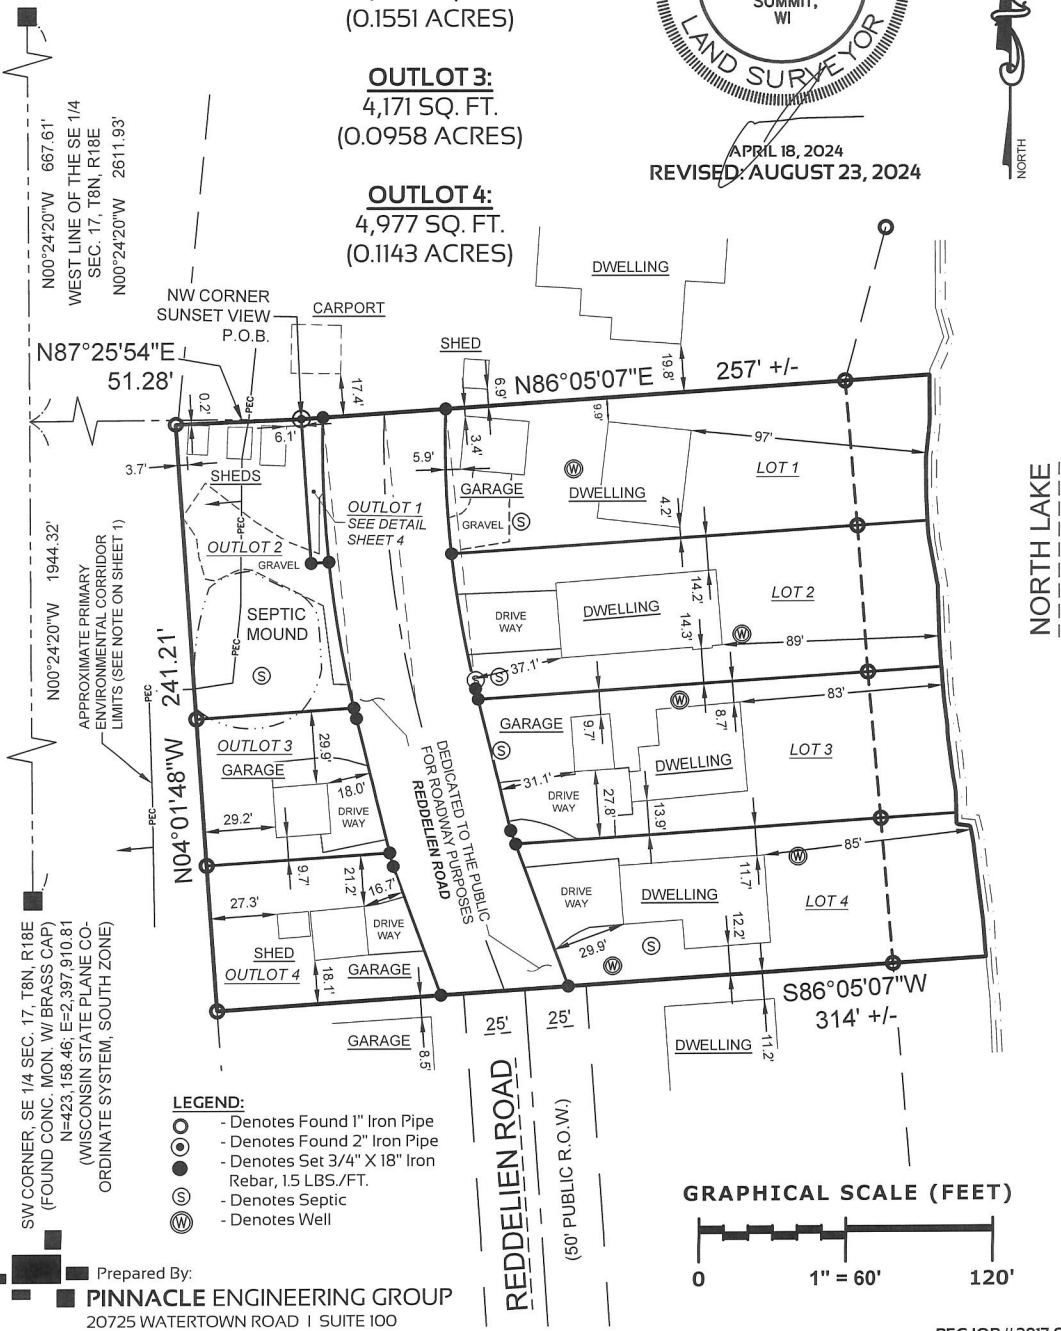 (0.1551 ACRES)
OUTLOT 3:
4,171 SQ. FT.
(0.0958 ACRES)
OUTLOT 4:
4,977 SQ. FT.
(0.1143 ACRES)
SUMMIT,
WI
LAND SURVEYOR
APRIL 18, 2024
REVISED: AUGUST 23, 2024
NORTH
N00°24'20"W 667.61'
WEST LINE OF THE SE 1/4
SEC. 17, T8N, R18E
N00°24'20"W 2611.93'
NW CORNER
SUNSET VIEW
P.O.B.
CARPORT
DWELLING
SHED
N87°25'54"E
51.28'
N86°05'07"E 257' +/-
0.2'
PEC
17.4'
6.9'
19.8'
6.1'
3.7'
SHEDS
5.9'
3.4'
9.9'
97'
LOT 1
GARAGE
DWELLING
4.2'
GRAVEL
S
W
OUTLOT 1
SEE DETAIL
SHEET 4
OUTLOT 2
GRAVEL
PEC
SEPTIC
MOUND
S
PEC
NORTH LAKE
N00°24'20"W 1944.32'
APPROXIMATE PRIMARY
ENVIRONMENTAL CORRIDOR
LIMITS (SEE NOTE ON SHEET 1)
PEC
PEC
N04°01'48"W 241.21'
DRIVE
WAY
DWELLING
14.2'
14.3'
LOT 2
W
89'
37.1'
S
S
83'
W
8.7'
GARAGE
9.7'
S
DWELLING
LOT 3
31.1'
DRIVE
WAY
27.8'
13.9'
OUTLOT 3
GARAGE
29.9'
18.0'
DRIVE
WAY
29.2'
DEDICATED TO THE PUBLIC
FOR ROADWAY PURPOSES
REDDELIEN ROAD
9.7'
21.2'
16.7'
27.3'
DRIVE
WAY
SHED
OUTLOT 4
GARAGE
18.1'
85'
W
11.7'
DRIVE
WAY
DWELLING
LOT 4
29.9'
S
W
12.2'
S86°05'07"W
314' +/-
GARAGE
8.5'
25'
25'
DWELLING
11.2'
REDDELIEN ROAD
(50' PUBLIC R.O.W.)
SW CORNER, SE 1/4 SEC. 17, T8N, R18E
(FOUND CONC. MON. W/ BRASS CAP)
N=423,158.46; E=2,397,910.81
(WISCONSIN STATE PLANE CO-
ORDINATE SYSTEM, SOUTH ZONE)
LEGEND:
- Denotes Found 1" Iron Pipe
- Denotes Found 2" Iron Pipe
- Denotes Set 3/4" X 18" Iron
Rebar, 1.5 LBS./FT.
S - Denotes Septic
W - Denotes Well
GRAPHICAL SCALE (FEET)
0 1" = 60' 120'
Prepared By:
PINNACLE ENGINEERING GROUP
20725 WATERTOWN ROAD | SUITE 100